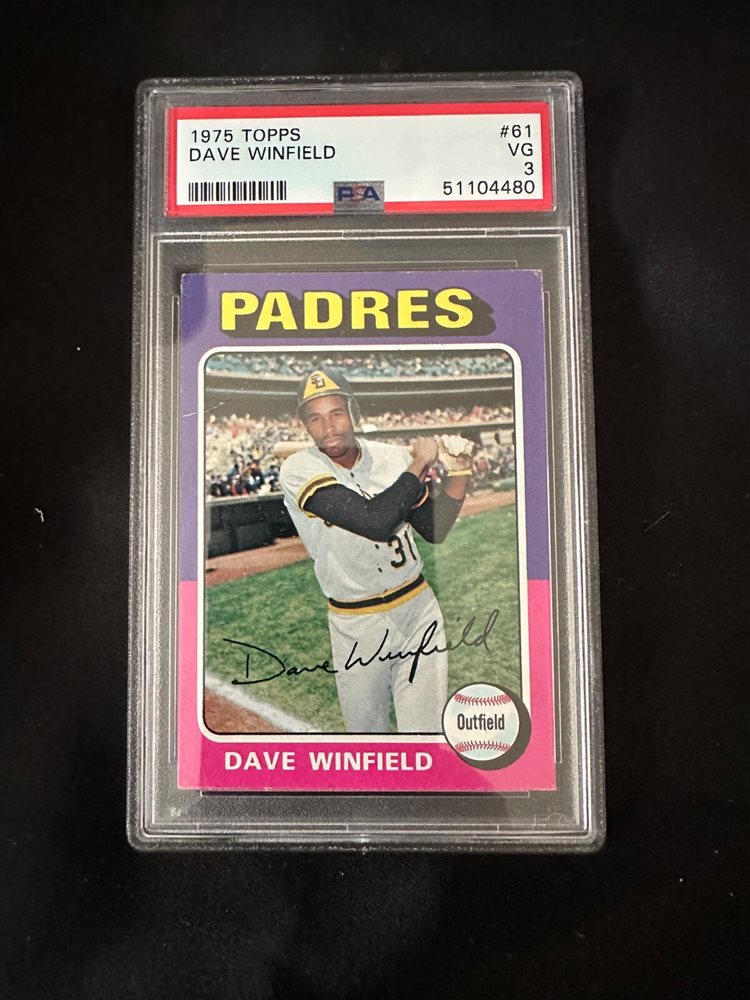 1975 TOPPS #61
DAVE WINFIELD VG
3
PSA 51104480
PADRES
SD
31
Dave Winfield
Outfield
DAVE WINFIELD